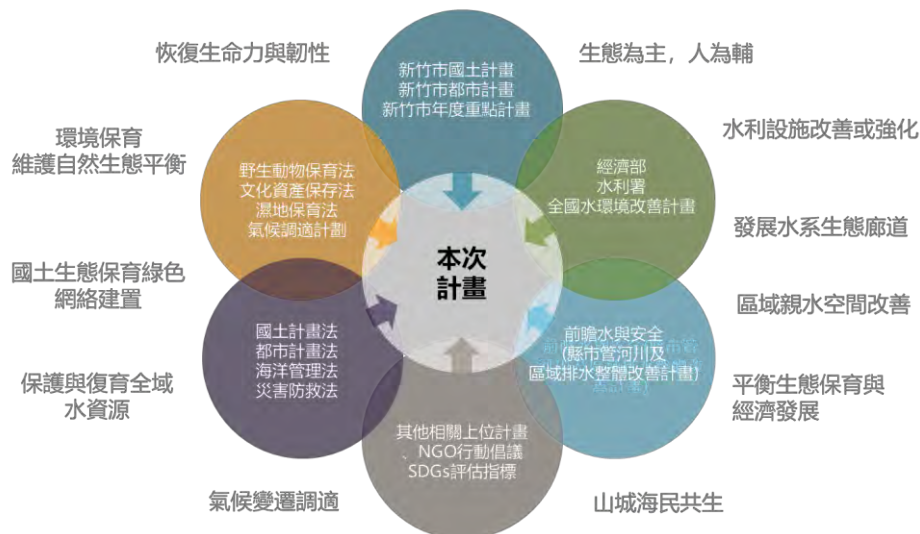 恢復生命力與韌性
生態為主，人為輔
新竹市國土計畫
新竹市都市計畫
新竹市年度重點計畫
環境保育
維護自然生態平衡
水利設施改善或強化
野生動物保育法
文化資產保存法
濕地保育法
氣候調適計劃
經濟部
水利署
全國水環境改善計畫
發展水系生態廊道
本次
計畫
國土生態保育綠色
網絡建置
區域親水空間改善
國土計畫法
都市計畫法
海洋管理法
災害防救法
前瞻水與安全
(縣市管河川及
區域排水整體改善計畫)
保護與復育全域
水資源
平衡生態保育與
經濟發展
其他相關上位計畫
、NGO行動倡議
SDGs評估指標
氣候變遷調適
山城海民共生